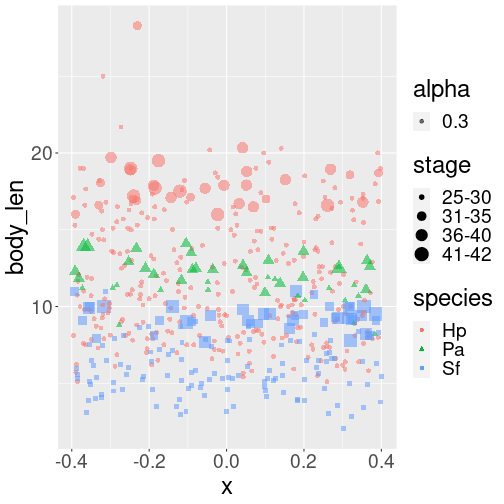 body_len
20
10
-0.4 -0.2 0.0 0.2 0.4
x
alpha
0.3
stage
25-30
31-35
36-40
41-42
species
Hp
Pa
Sf